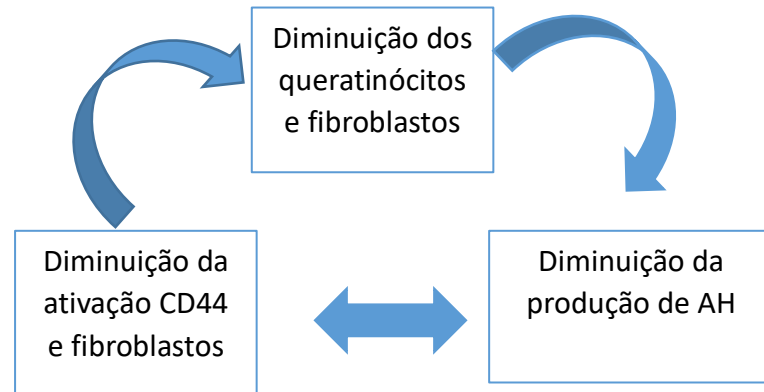 Diminuição dos
queratinócitos
e fibroblastos
Diminuição da
ativação CD44
e fibroblastos
Diminuição da
produção de AH